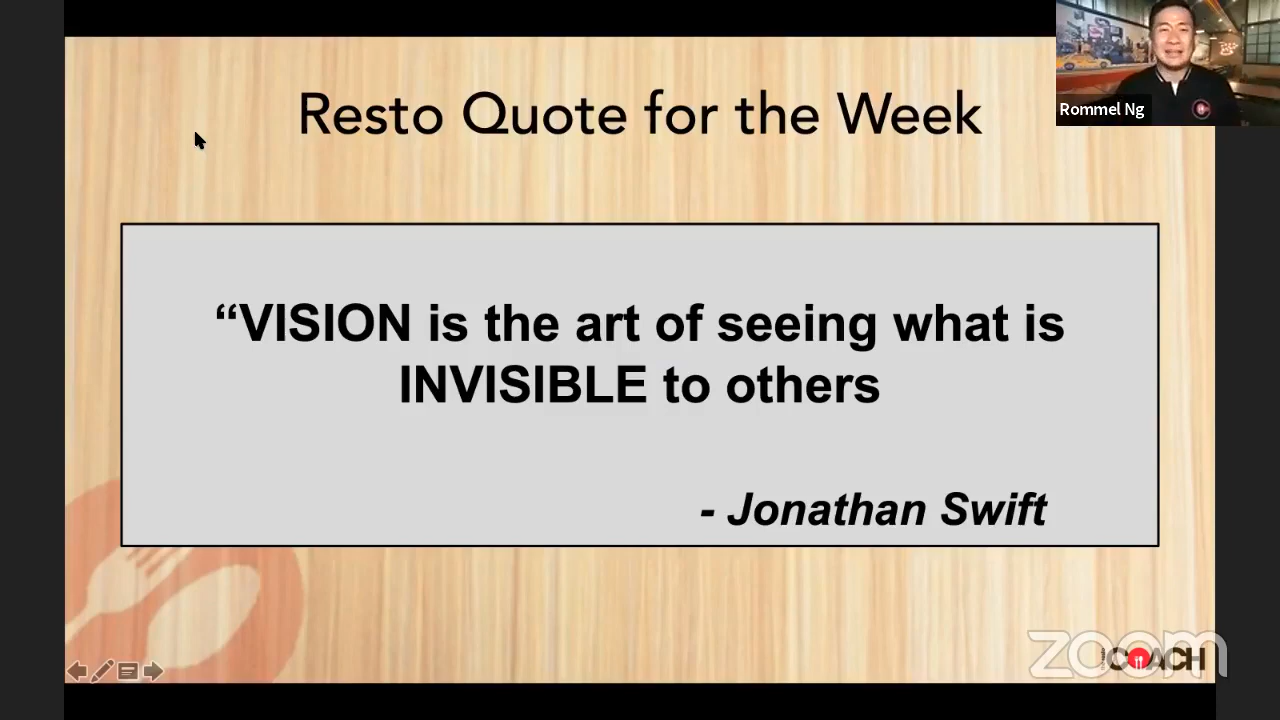 Resto Quote for the Week
Rommel Ng
“VISION is the art of seeing what is
INVISIBLE to others
- Jonathan Swift
zoom
COACH